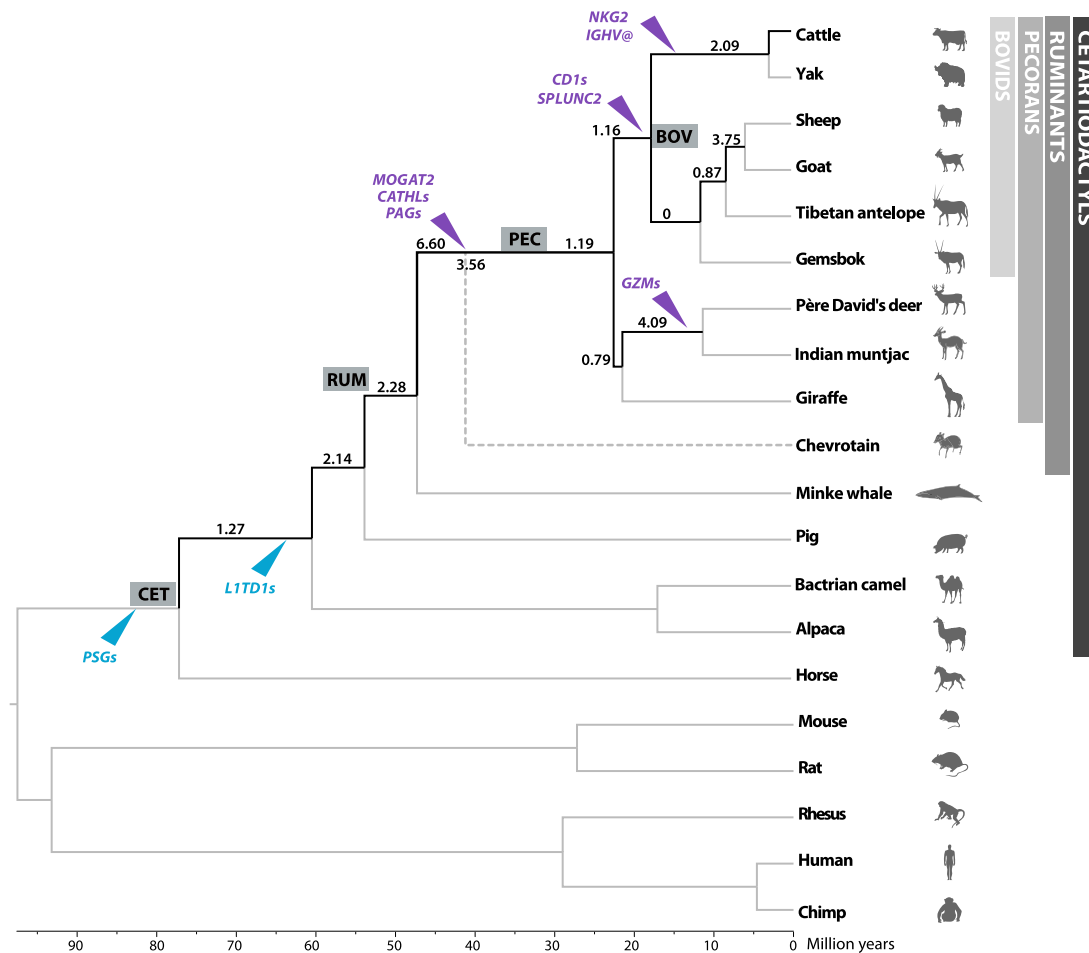 NKG2
IGHV@
2.09
Cattle
Yak
CD1s
SPLUNC2
1.16
BOV
Sheep
3.75
Goat
0.87
MOGAT2
CATHLs
PAGs
0
Tibetan antelope
6.60
PEC
1.19
3.56
Gemsbok
GZMs
Père David's deer
4.09
Indian muntjac
0.79
RUM
2.28
Giraffe
Chevrotain
2.14
Minke whale
1.27
Pig
L1TD1s
CET
Bactrian camel
Alpaca
PSGs
Horse
Mouse
Rat
Rhesus
Human
Chimp
90 80 70 60 50 40 30 20 10 0 Million years
BOVIDS
PECORANS
RUMINANTS
CETARTIODACTYLES